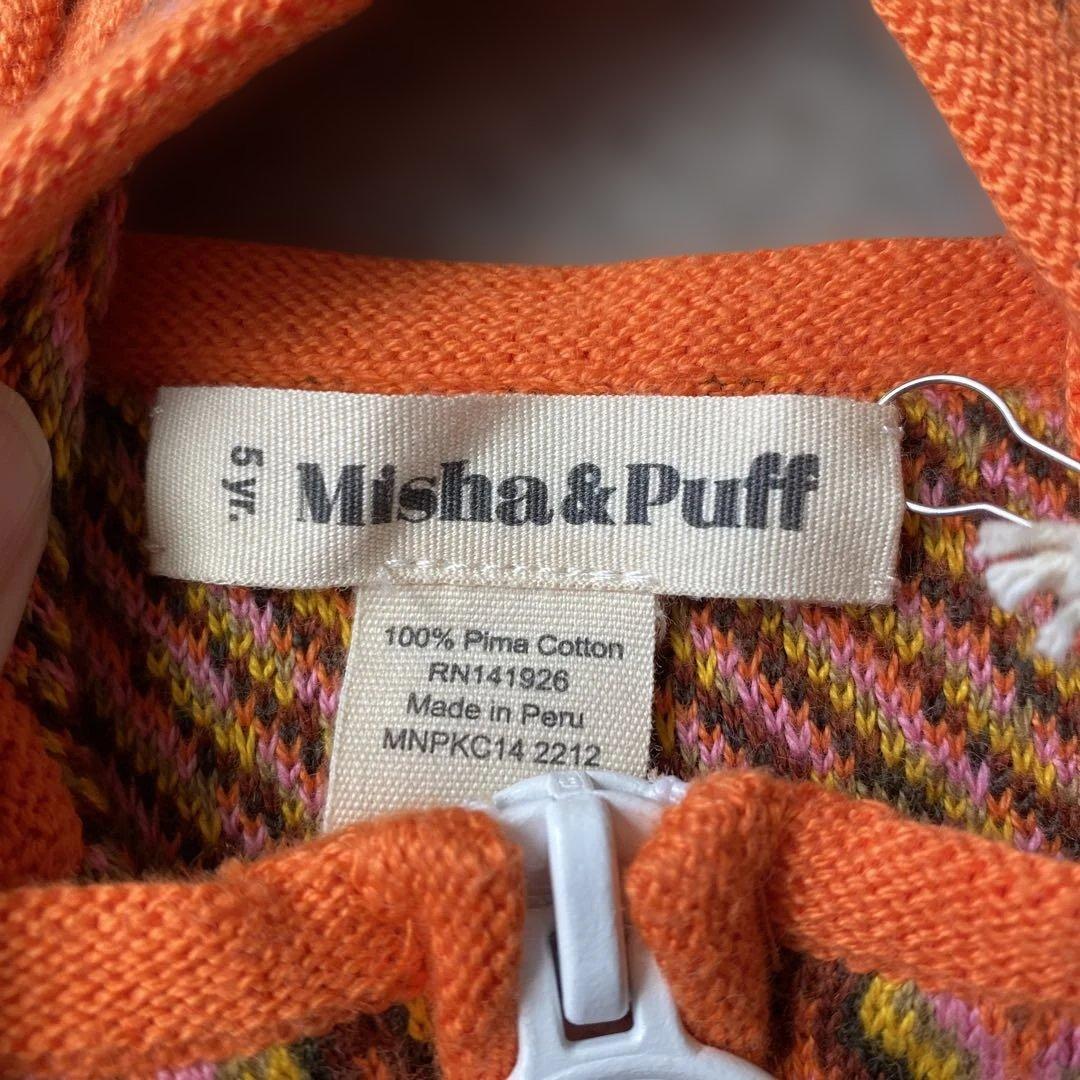 5 yr.
Misha&Puff
100% Pima Cotton
RN141926
Made in Peru
MNPKC14 2212